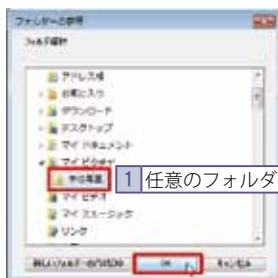 フォルダーの参照
フォルダ選択
アドレス帳
お気に入り
ダウンロード
デスクトップ
マイ ドキュメント
マイ ピクチャ
1 任意のフォルダ
マイ ビデオ
マイ ミュージック
リンク
OK
キャンセル